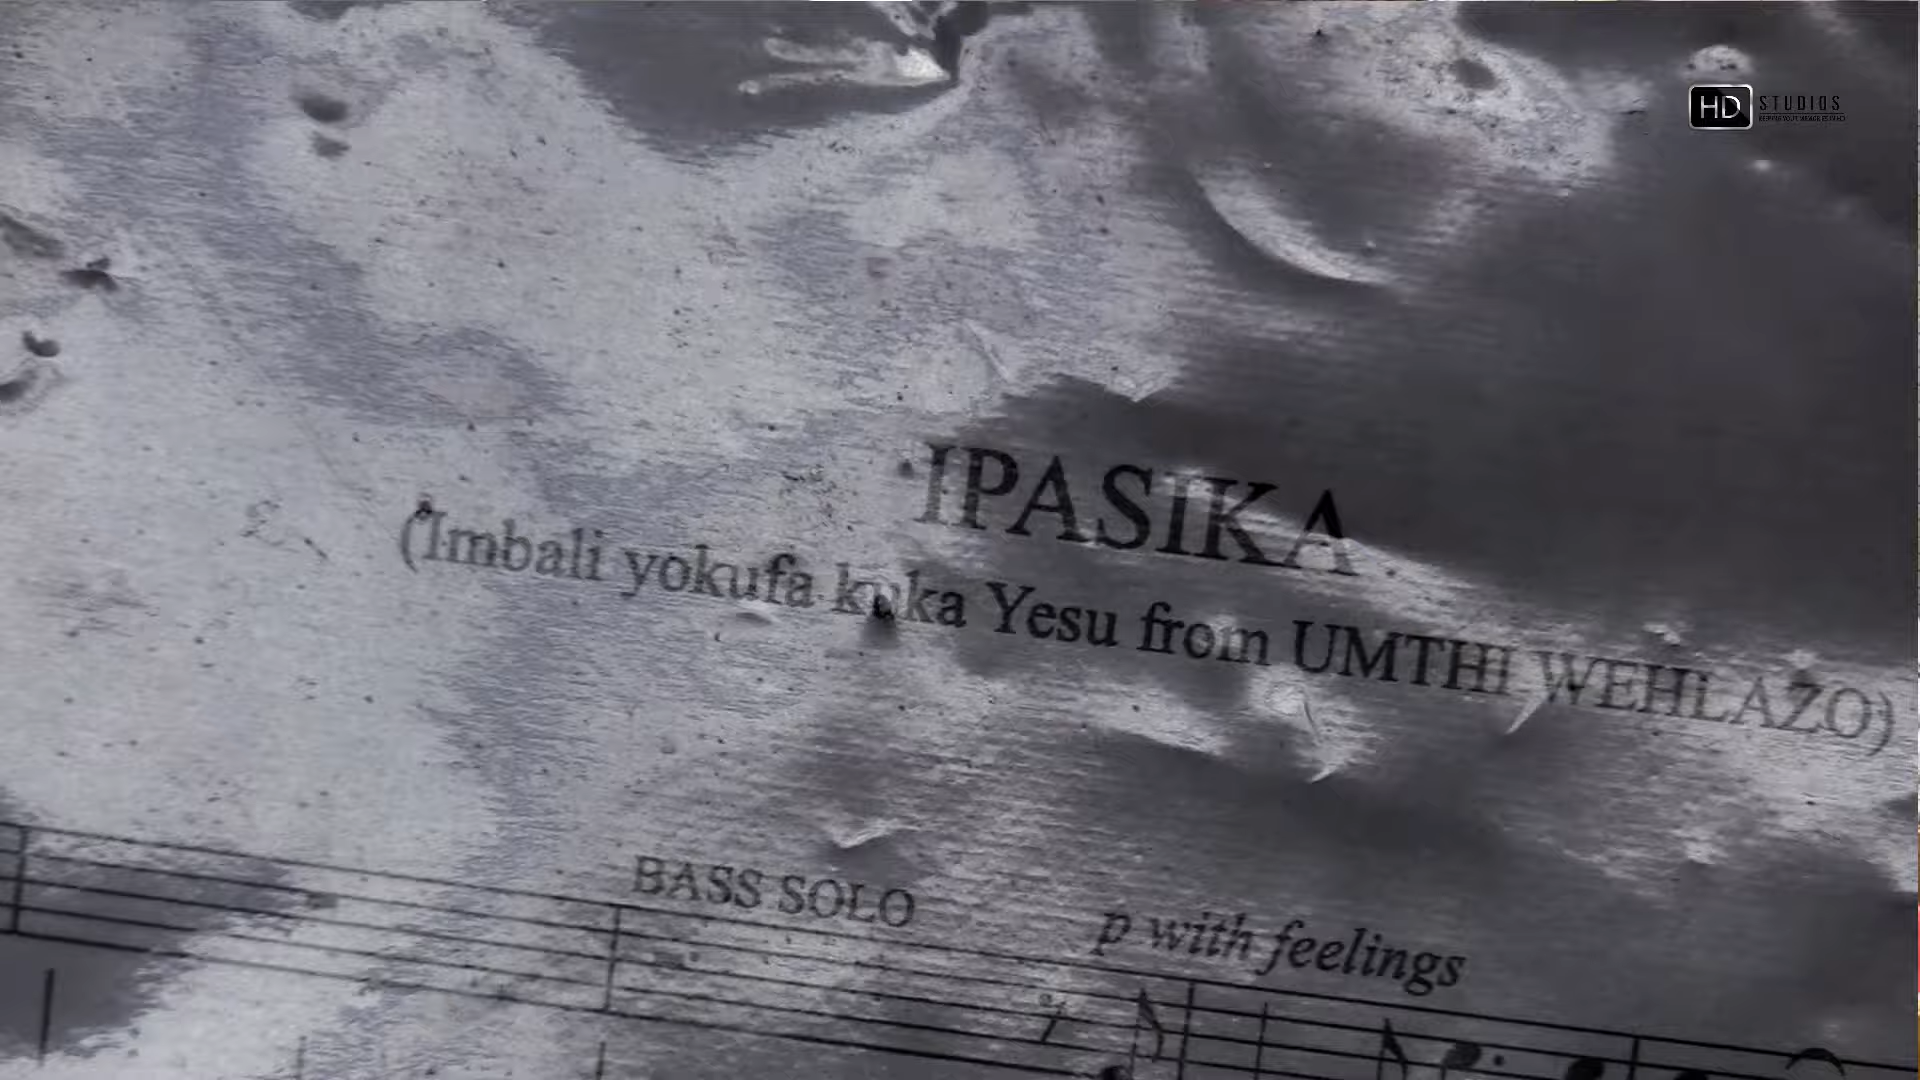 HD STUDIOS
IPASIKA
(Imbali yokufa kuka Yesu from UMTHI WEHLAZO)
BASS SOLO
p with feelings